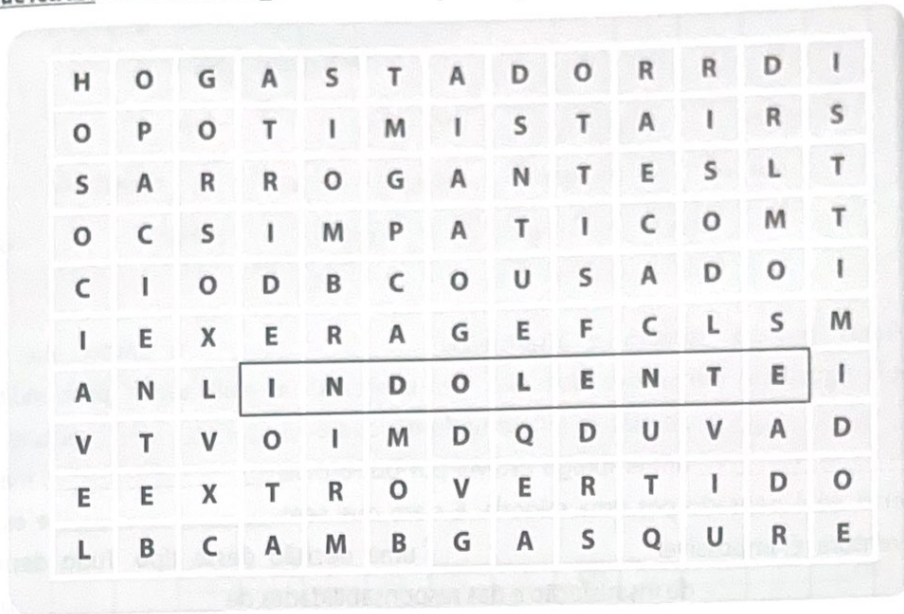 H O G A S T A D O R R D I
O P O T I M I S T A I R S
S A R R O G A N T E S L T
O C S I M P A T I C O M T
C I O D B C O U S A D O I
I E X E R A G E F C L S M
A N L I N D O L E N T E I
V T V O I M D Q D U V A D
E E X T R O V E R T I D O
L B C A M B G A S Q U R E